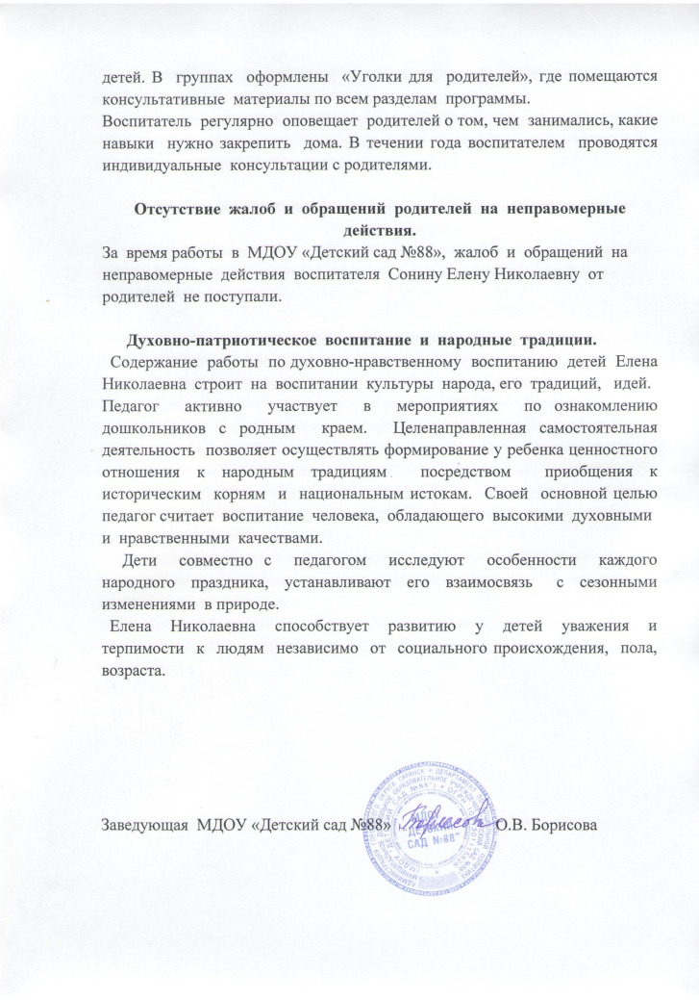 детей. В группах оформлены «Уголки для родителей», где помещаются
консультативные материалы по всем разделам программы.
Воспитатель регулярно оповещает родителей о том, чем занимались, какие
навыки нужно закрепить дома. В течении года воспитателем проводятся
индивидуальные консультации с родителями.
Отсутствие жалоб и обращений родителей на неправомерные
действия.
За время работы в МДОУ «Детский сад №88», жалоб и обращений на
неправомерные действия воспитателя Сонину Елену Николаевну от
родителей не поступали.
Духовно-патриотическое воспитание и народные традиции.
Содержание работы по духовно-нравственному воспитанию детей Елена
Николаевна строит на воспитании культуры народа, его традиций, идей.
Педагог активно участвует в мероприятиях по ознакомлению
дошкольников с родным краем. Целенаправленная самостоятельная
деятельность позволяет осуществлять формирование у ребенка ценностного
отношения к народным традициям посредством приобщения к
историческим корням и национальным истокам. Своей основной целью
педагог считает воспитание человека, обладающего высокими духовными
и нравственными качествами.
Дети совместно с педагогом исследуют особенности каждого
народного праздника, устанавливают его взаимосвязь с сезонными
изменениями в природе.
Елена Николаевна способствует развитию у детей уважения и
терпимости к людям независимо от социального происхождения, пола,
возраста.
Заведующая МДОУ «Детский сад №88» Борисова О.В. Борисова
МДОУ
"ДЕТСКИЙ
САД №88"